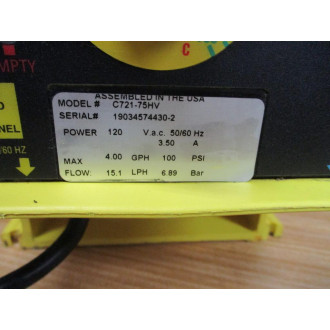 C
EMPTY
ASSEMBLED IN THE USA
MODEL # C721-75HV
SERIAL# 19034574430-2
POWER 120 V.a.c. 50/60 Hz
3.50 A
MAX 4.00 GPH 100 PSI
FLOW: 15.1 LPH 6.89 Bar
/60 HZ